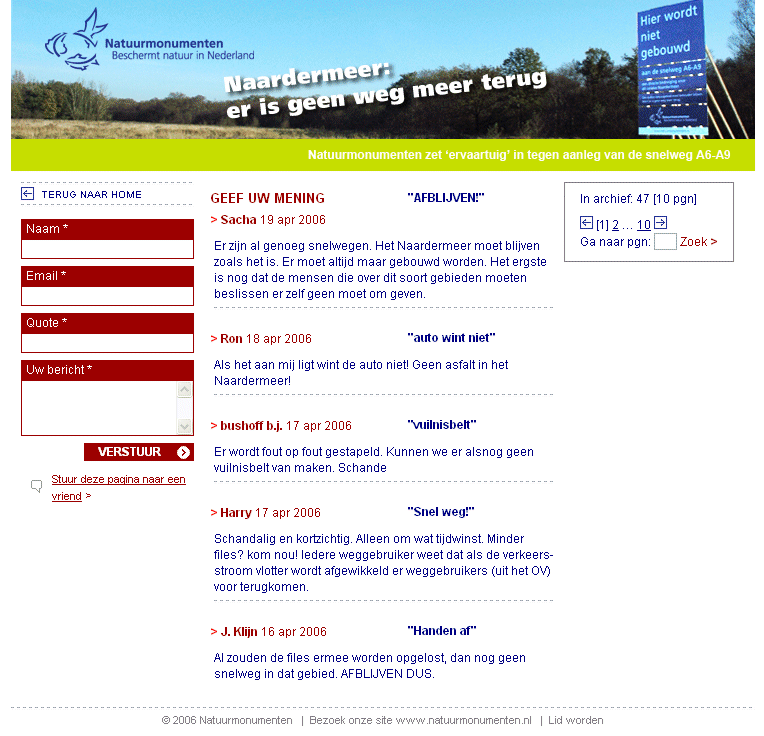 Natuurmonumenten
Beschermt natuur in Nederland
Naardermeer:
er is geen weg meer terug
Hier wordt
niet
gebouwd
aan de snelweg A6-A9
Natuurmonumenten zet ‘ervaartuig’ in tegen aanleg van de snelweg A6-A9
TERUG NAAR HOME
Naam *
Email *
Quote *
Uw bericht *
VERSTUUR
Stuur deze pagina naar een
vriend >
GEEF UW MENING
"AFBLIJVEN!"
> Sacha 19 apr 2006
Er zijn al genoeg snelwegen. Het Naardermeer moet blijven
zoals het is. Er moet altijd maar gebouwd worden. Het ergste
is nog dat de mensen die over dit soort gebieden moeten
beslissen er zelf geen moet om geven.
> Ron 18 apr 2006 "auto wint niet"
Als het aan mij ligt wint de auto niet! Geen asfalt in het
Naardermeer!
> bushoff b.j. 17 apr 2006 "vuilnisbelt"
Er wordt fout op fout gestapeld. Kunnen we er alsnog geen
vuilnisbelt van maken. Schande
> Harry 17 apr 2006 "Snel weg!"
Schandalig en kortzichtig. Alleen om wat tijdwinst. Minder
files? kom nou! Iedere weggebruiker weet dat als de verkeers-
stroom vlotter wordt afgewikkeld er weggebruikers (uit het OV)
voor terugkomen.
> J. Klijn 16 apr 2006 "Handen af"
Al zouden de files ermee worden opgelost, dan nog geen
snelweg in dat gebied. AFBLIJVEN DUS.
In archief: 47 [10 pgn]
[1] 2 ... 10
Ga naar pgn: Zoek >
© 2006 Natuurmonumenten | Bezoek onze site www.natuurmonumenten.nl | Lid worden